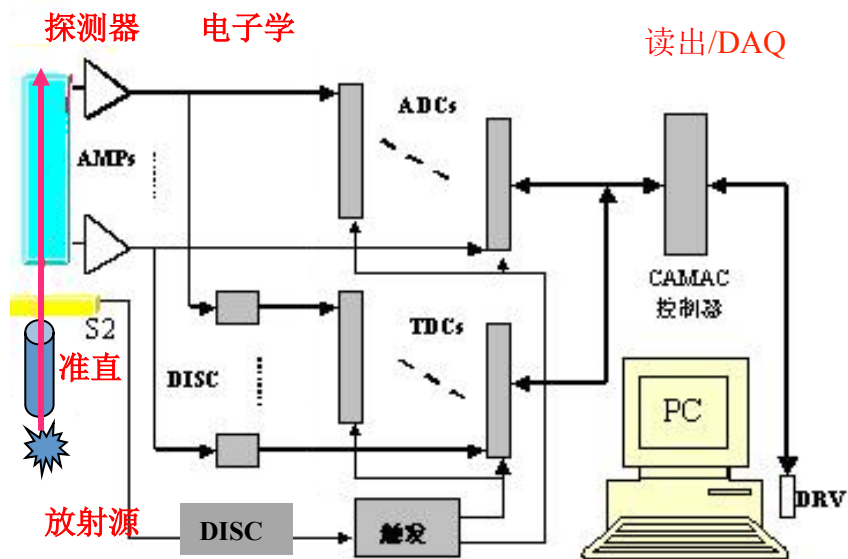 探测器 电子学
读出/DAQ
ADCs
AMPs
CAMAC
控制器
S2
TDCs
准直
DISC
PC
DRV
放射源
DISC
触发